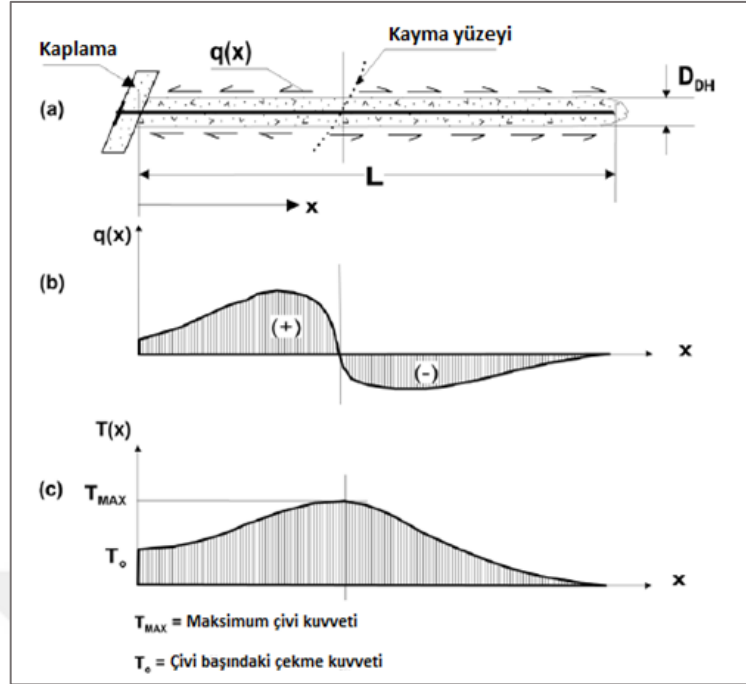 Kaplama
Kayma yüzeyi
q(x)
D_DH
(a)
L
x
q(x)
(b)
(+)
x
(-)
T(x)
(c)
T_MAX
T_o
x
T_MAX = Maksimum çivi kuvveti
T_o = Çivi başındaki çekme kuvveti